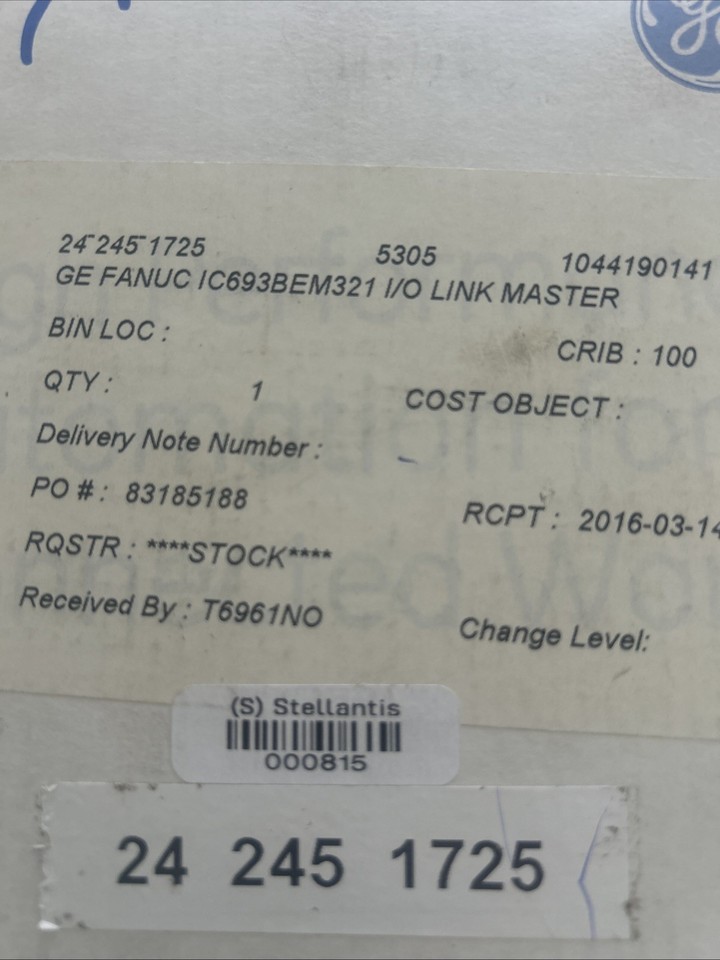 24-245-1725 5305 1044190141
GE FANUC IC693BEM321 I/O LINK MASTER
BIN LOC :
CRIB : 100
QTY : 1
COST OBJECT :
Delivery Note Number :
PO # : 83185188
RCPT : 2016-03-14
RQSTR : ****STOCK****
Received By : T6961NO
Change Level:
(S) Stellantis
000815
24 245 1725